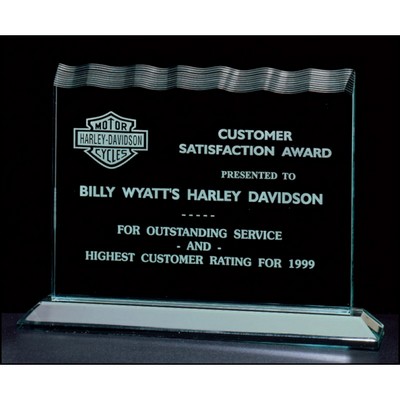 MOTOR
HARLEY-DAVIDSON
CYCLES
CUSTOMER
SATISFACTION AWARD
PRESENTED TO
BILLY WYATT'S HARLEY DAVIDSON
- - - - -
FOR OUTSTANDING SERVICE
- AND -
HIGHEST CUSTOMER RATING FOR 1999